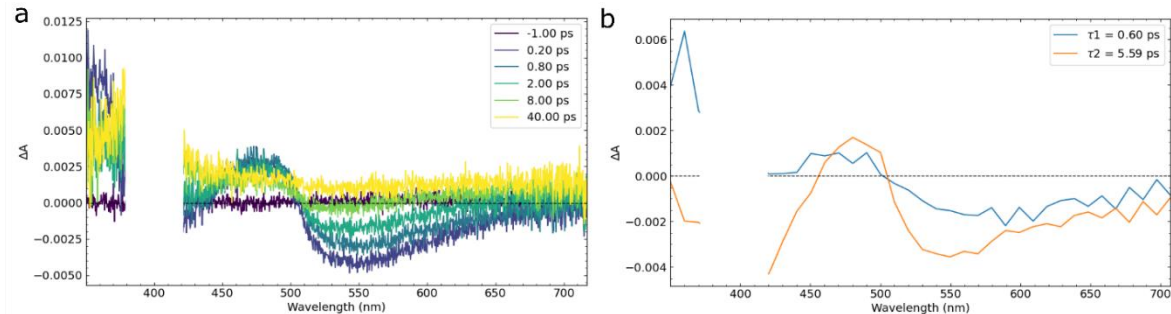 a
0.0125
0.0100
0.0075
0.0050
0.0025
0.0000
−0.0025
−0.0050
ΔA
-1.00 ps
0.20 ps
0.80 ps
2.00 ps
8.00 ps
40.00 ps
400 450 500 550 600 650 700
Wavelength (nm)
b
0.006
0.004
0.002
0.000
−0.002
−0.004
ΔA
τ1 = 0.60 ps
τ2 = 5.59 ps
350 400 450 500 550 600 650 700
Wavelength (nm)